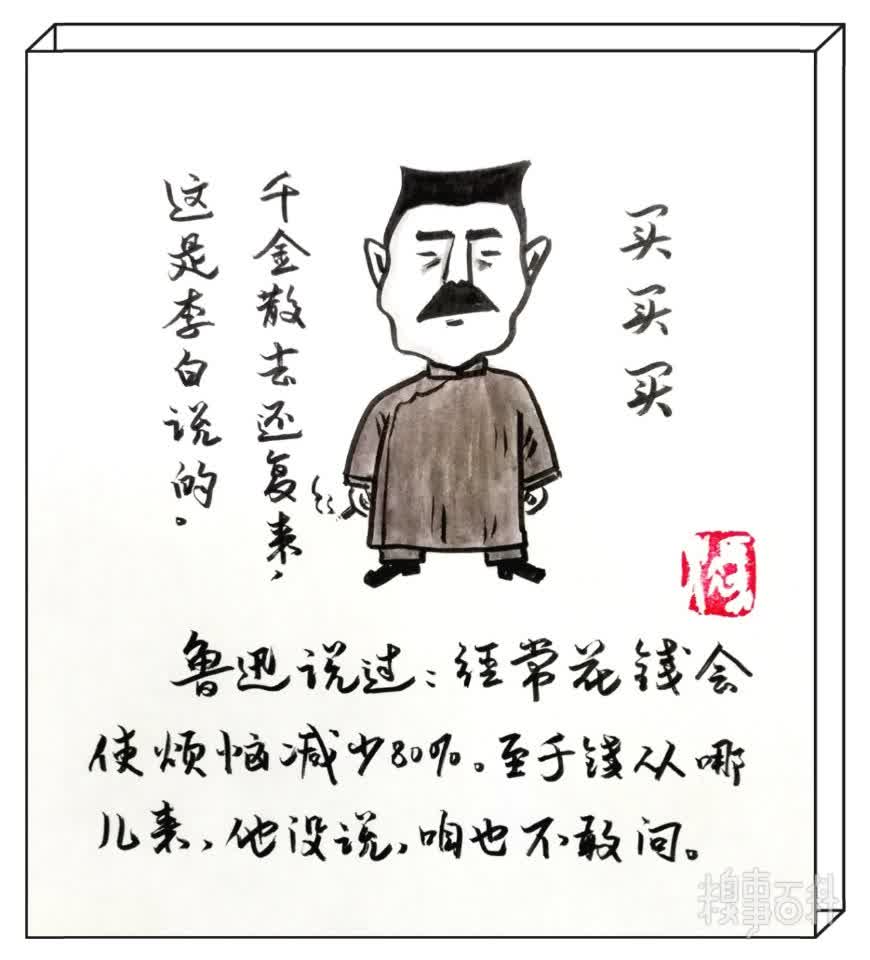 买买买
千金散去还复来，
这是李白说的。
鲁迅说过：经常花钱会
使烦恼减少80%。至于钱从哪
儿来，他没说，咱也不敢问。
糗事百科